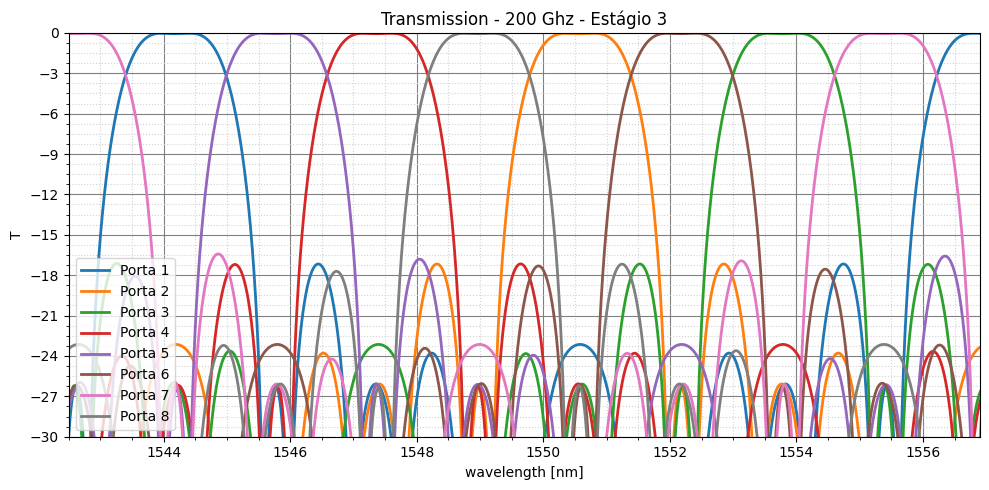 Transmission - 200 Ghz - Estágio 3
T
0
−3
−6
−9
−12
−15
−18
−21
−24
−27
−30
Porta 1
Porta 2
Porta 3
Porta 4
Porta 5
Porta 6
Porta 7
Porta 8
1544 1546 1548 1550 1552 1554 1556
wavelength [nm]